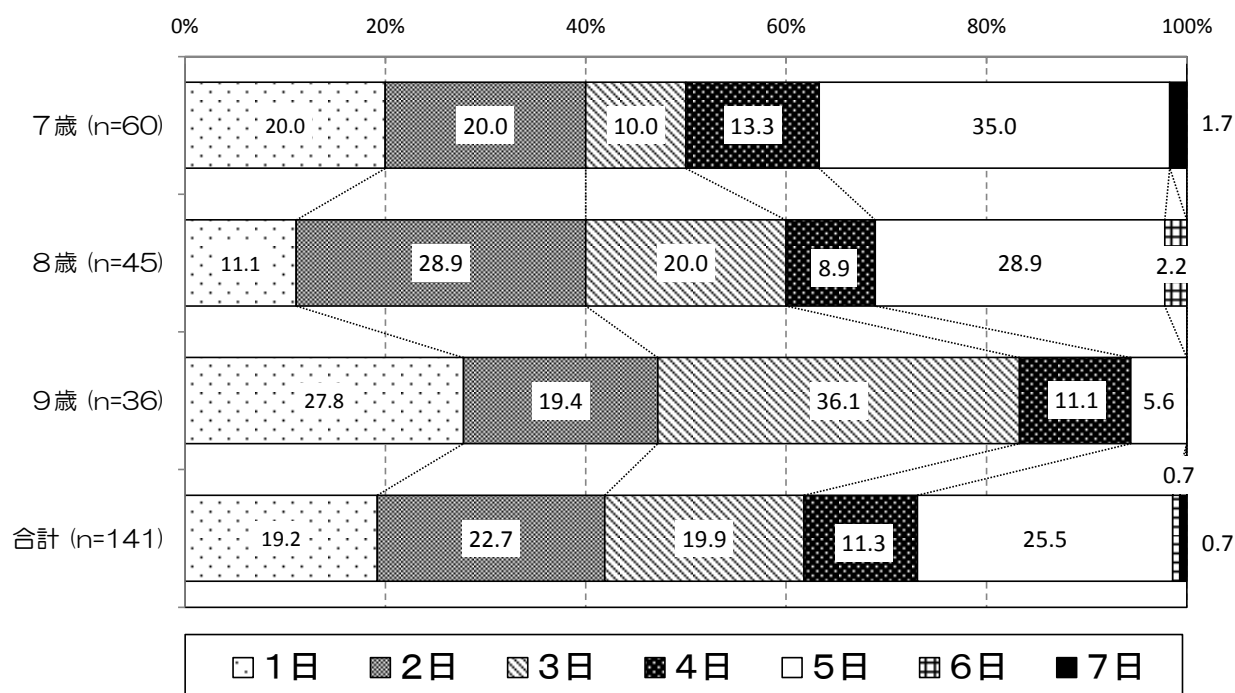 0% 20% 40% 60% 80% 100%
7歳 (n=60) 20.0 20.0 10.0 13.3 35.0 1.7
8歳 (n=45) 11.1 28.9 20.0 8.9 28.9 2.2
9歳 (n=36) 27.8 19.4 36.1 11.1 5.6
0.7
合計 (n=141) 19.2 22.7 19.9 11.3 25.5 0.7
1日 2日 3日 4日 5日 6日 7日